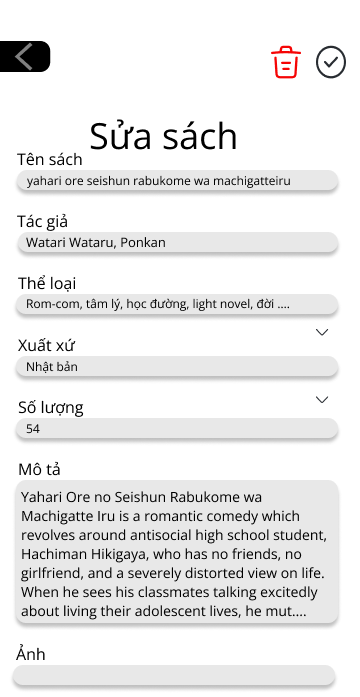 Sửa sách
Tên sách
yahari ore seishun rabukome wa machigatteiru
Tác giả
Watari Wataru, Ponkan
Thể loại
Rom-com, tâm lý, học đường, light novel, đời ....
Xuất xứ
Nhật bản
Số lượng
54
Mô tả
Yahari Ore no Seishun Rabukome wa
Machigatte Iru is a romantic comedy which
revolves around antisocial high school student,
Hachiman Hikigaya, who has no friends, no
girlfriend, and a severely distorted view on life.
When he sees his classmates talking excitedly
about living their adolescent lives, he mut....
Ảnh